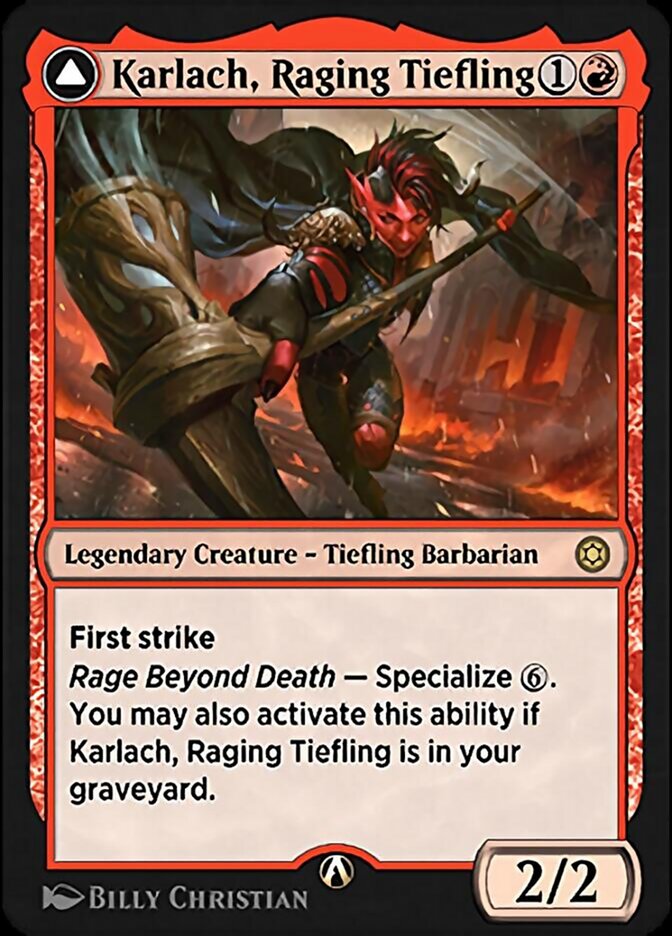 Karlach, Raging Tiefling 1
Legendary Creature – Tiefling Barbarian
First strike
Rage Beyond Death — Specialize 6.
You may also activate this ability if
Karlach, Raging Tiefling is in your
graveyard.
2/2
BILLY CHRISTIAN